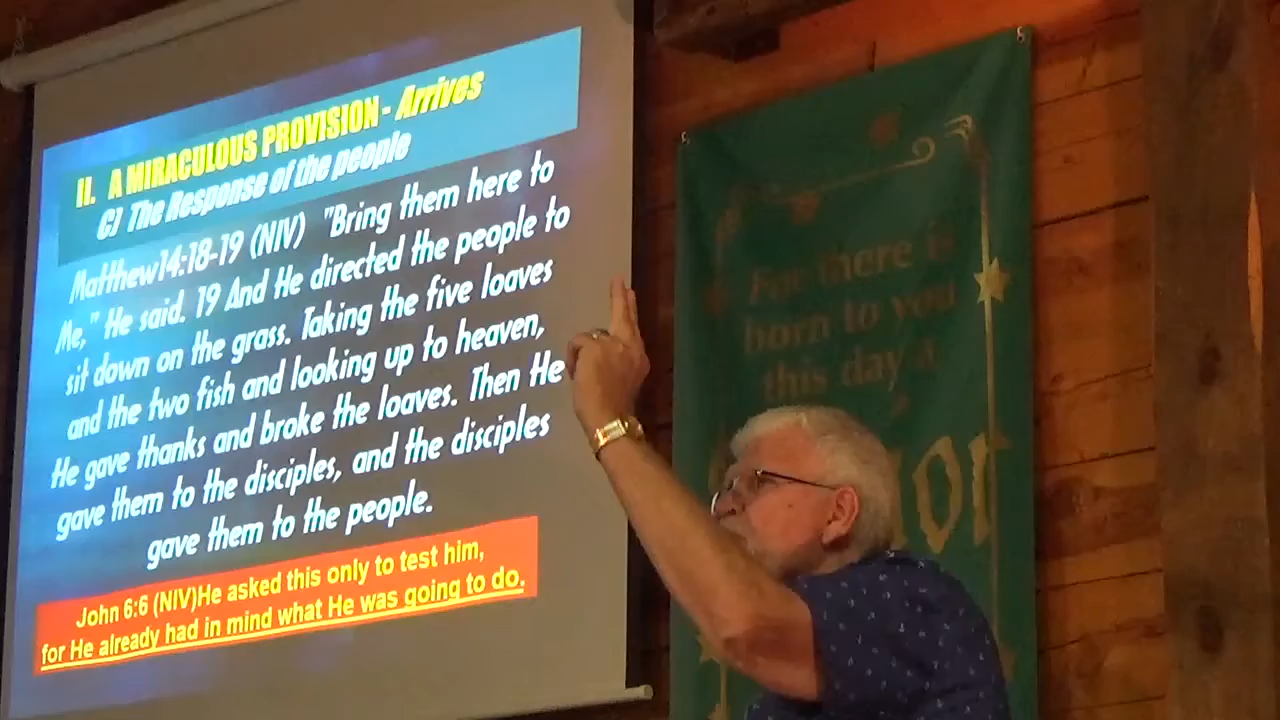 II. A MIRACULOUS PROVISION - Arrives
C) The Response of the people
Matthew14:18-19 (NIV) "Bring them here to
Me," He said. 19 And He directed the people to
sit down on the grass. Taking the five loaves
and the two fish and looking up to heaven,
He gave thanks and broke the loaves. Then He
gave them to the disciples, and the disciples
gave them to the people.
John 6:6 (NIV)He asked this only to test him,
for He already had in mind what He was going to do.
For there is
born to you
this day a